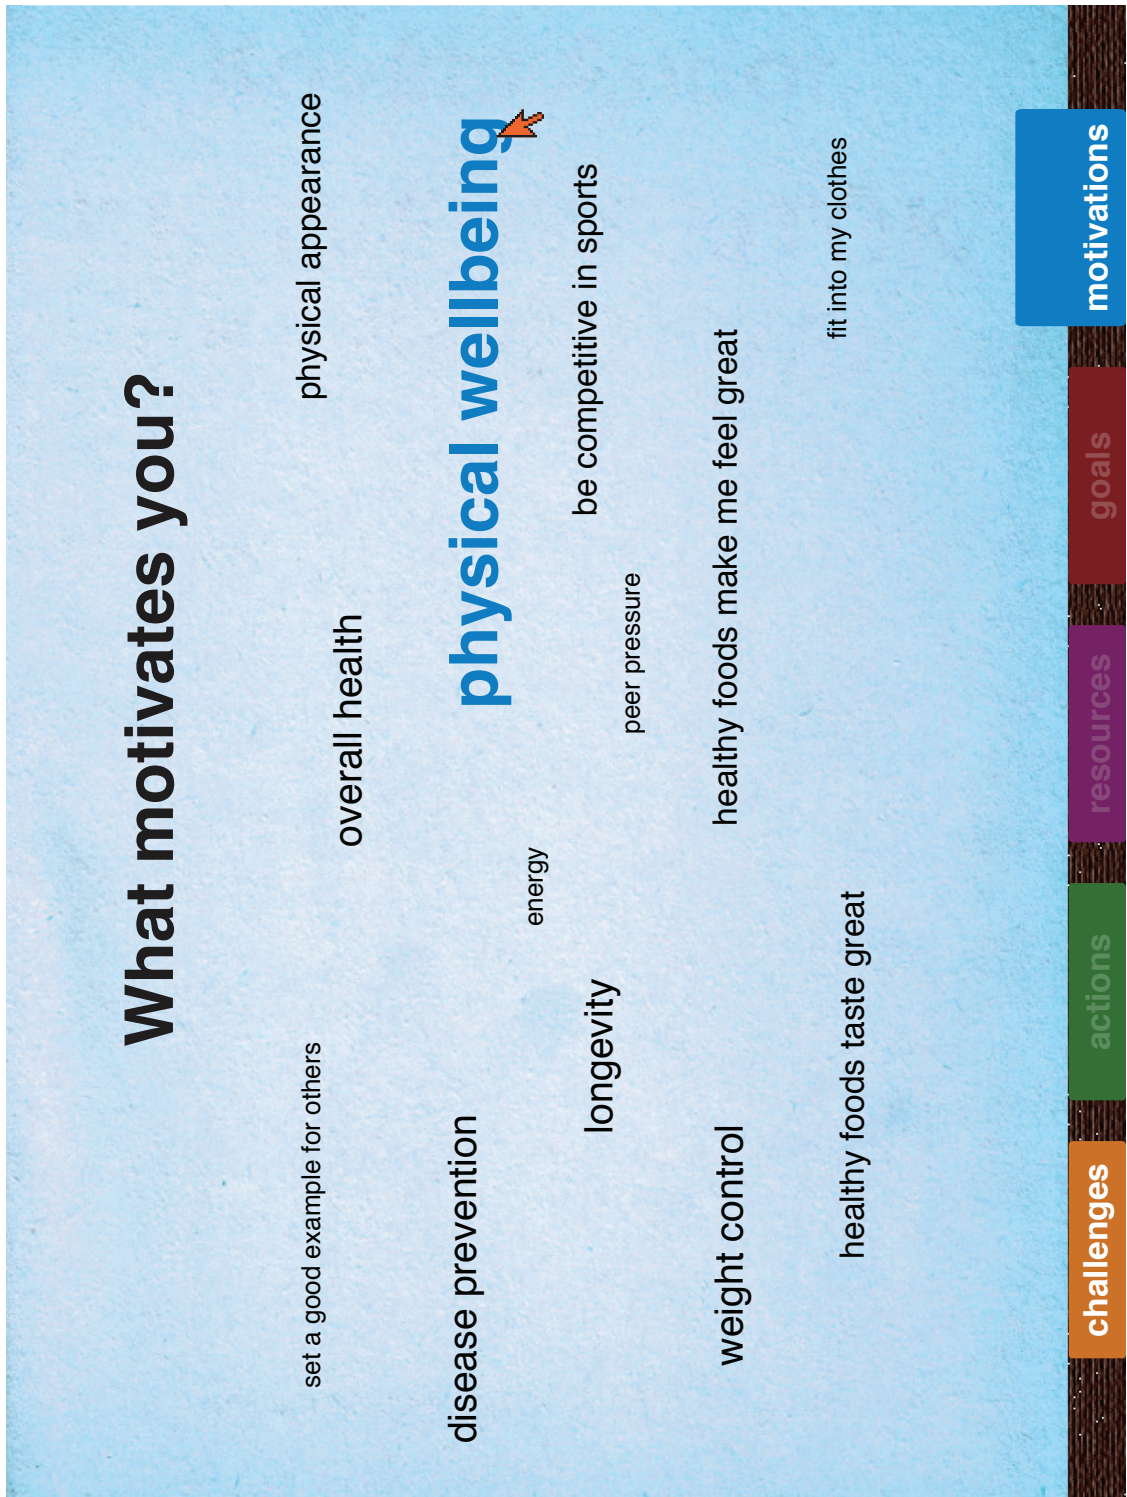 What motivates you?
set a good example for others
physical appearance
overall health
disease prevention
physical wellbeing
energy
longevity
be competitive in sports
peer pressure
weight control
healthy foods make me feel great
healthy foods taste great
fit into my clothes
challenges
actions
resources
goals
motivations